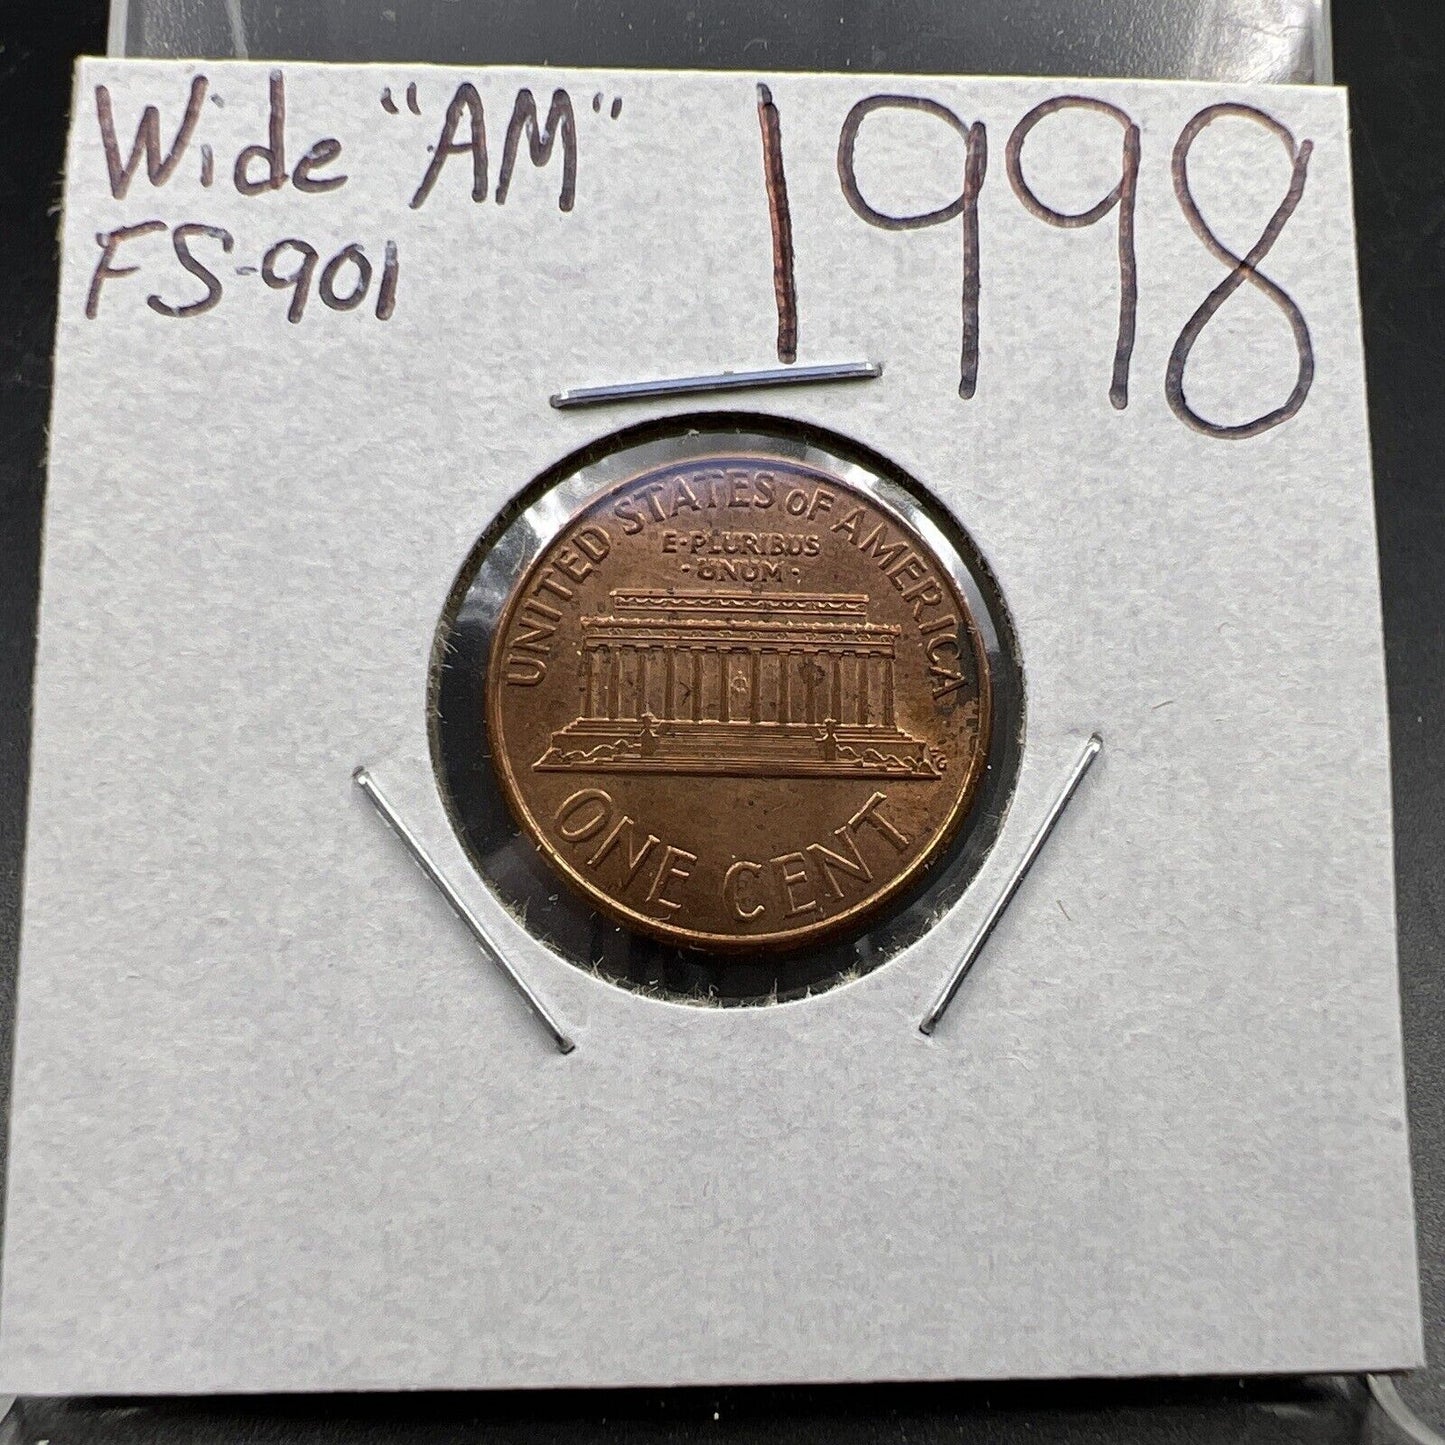 Wide "AM" 1998
FS-901
UNITED STATES OF AMERICA
E·PLURIBUS
·UNUM·
ONE CENT